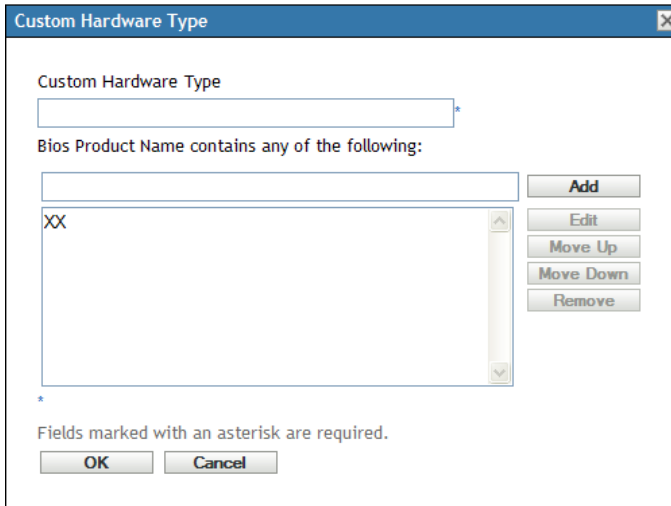 Custom Hardware Type
Custom Hardware Type
*
Bios Product Name contains any of the following:
Add
XX
Edit
Move Up
Move Down
Remove
*
Fields marked with an asterisk are required.
OK Cancel